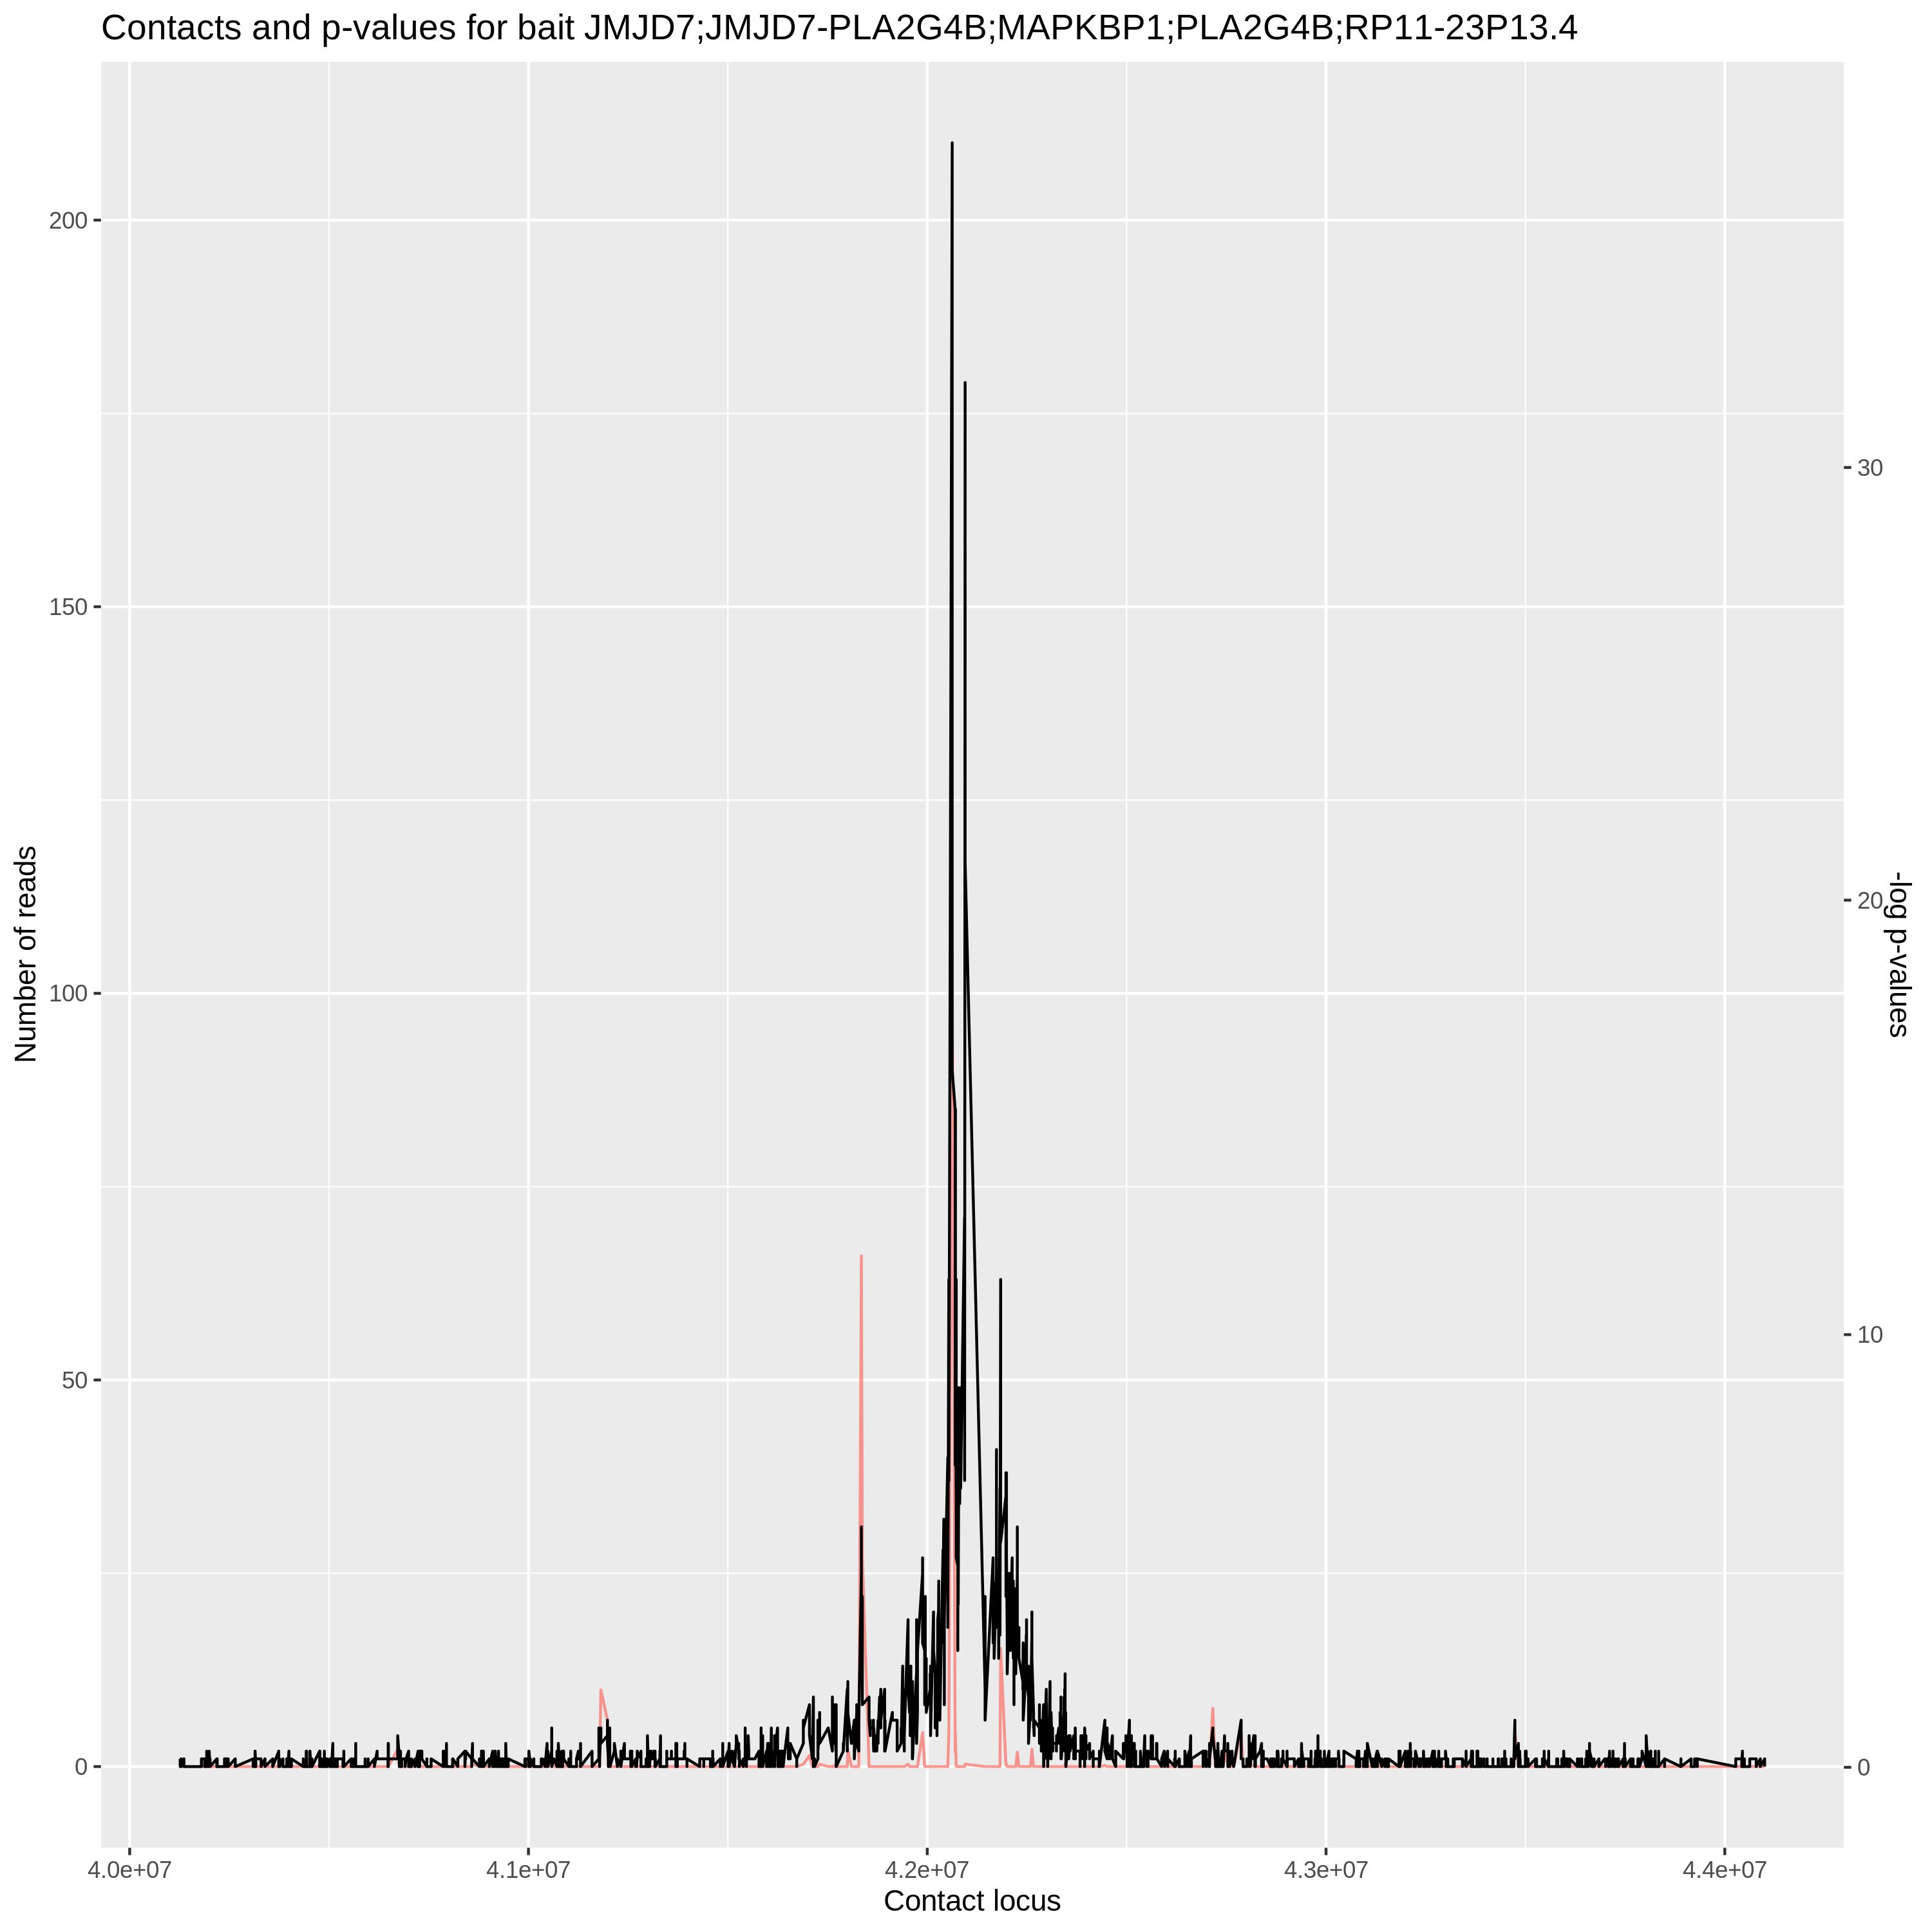 Contacts and p-values for bait JMJD7;JMJD7-PLA2G4B;MAPKBP1;PLA2G4B;RP11-23P13.4
200
150
100
50
0
Number of reads
30
20
10
0
-log p-values
4.0e+07
4.1e+07
4.2e+07
4.3e+07
4.4e+07
Contact locus